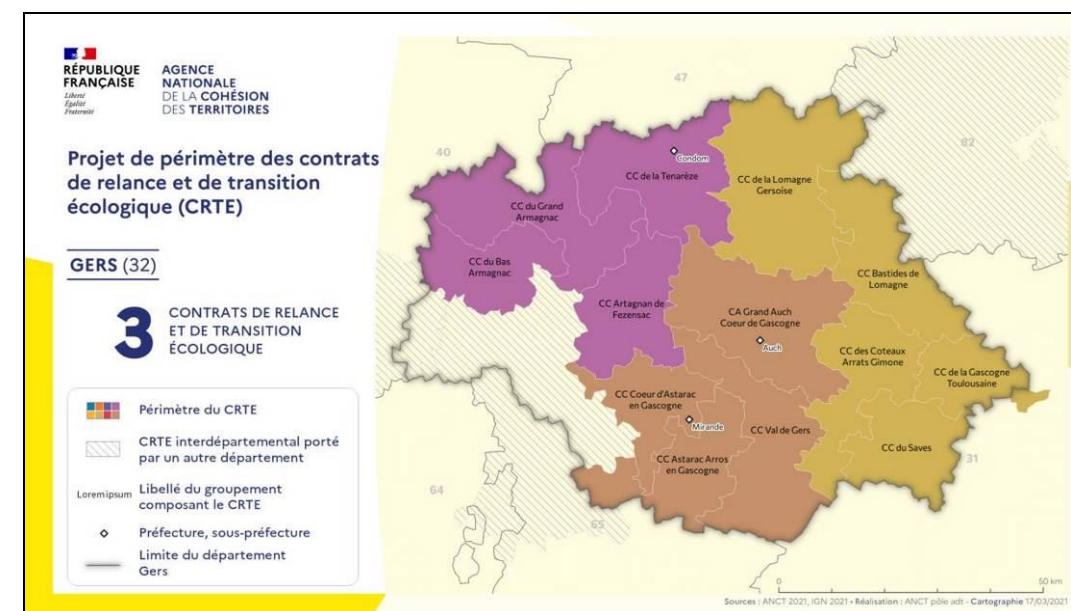 RÉPUBLIQUE
FRANÇAISE
Liberté
Égalité
Fraternité
AGENCE
NATIONALE
DE LA COHÉSION
DES TERRITOIRES
Projet de périmètre des contrats
de relance et de transition
écologique (CRTE)
GERS (32)
3
CONTRATS DE RELANCE
ET DE TRANSITION
ÉCOLOGIQUE
Périmètre du CRTE
CRTE interdépartemental porté
par un autre département
Loremipsum
Libellé du groupement
composant le CRTE
Préfecture, sous-préfecture
Limite du département
Gers
47
40
82
Condom
CC de la Tenarèze
CC de la Lomagne
Gersoise
CC du Grand
Armagnac
CC du Bas
Armagnac
CC Bastides de
Lomagne
CC Artagnan de
Fezensac
CA Grand Auch
Coeur de Gascogne
Auch
CC des Coteaux
Arrats Gimone
CC de la Gascogne
Toulousaine
CC Coeur d'Astarac
en Gascogne
Mirande
CC Val de Gers
CC du Saves
CC Astarac Arros
en Gascogne
31
64
65
0
50 km
Sources : ANCT 2021, IGN 2021 • Réalisation : ANCT pôle adt - Cartographie 17/03/2021